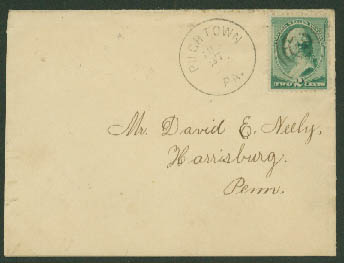 PUGHTOWN
PA.
TWO CENTS
Mr. David E. Neely,
Harrisburg.
Penn.